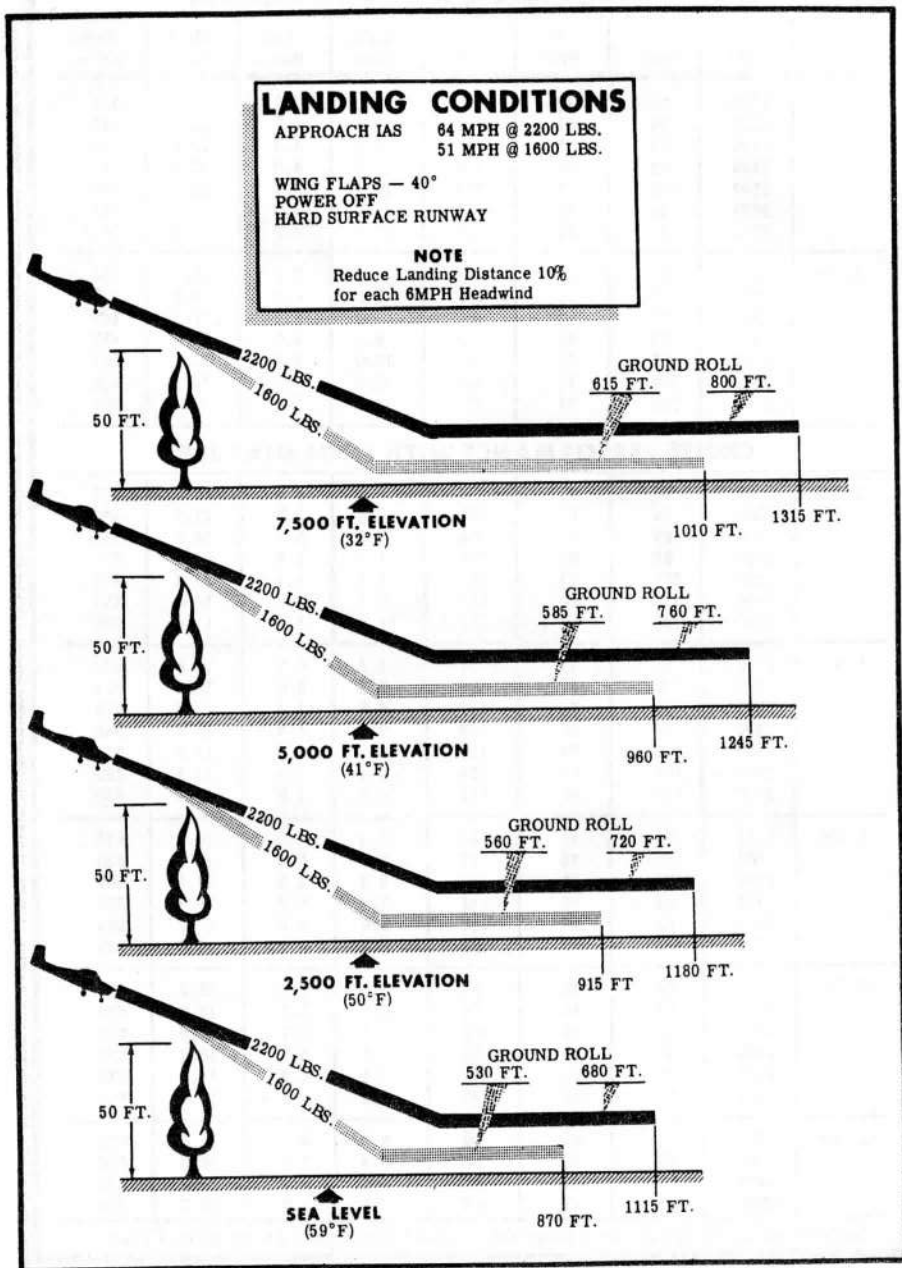 LANDING CONDITIONS
APPROACH IAS 64 MPH @ 2200 LBS.
51 MPH @ 1600 LBS.
WING FLAPS — 40°
POWER OFF
HARD SURFACE RUNWAY
NOTE
Reduce Landing Distance 10%
for each 6MPH Headwind
2200 LBS.
1600 LBS.
50 FT.
GROUND ROLL
615 FT. 800 FT.
7,500 FT. ELEVATION
(32°F)
1010 FT. 1315 FT.
2200 LBS.
1600 LBS.
50 FT.
GROUND ROLL
585 FT. 760 FT.
5,000 FT. ELEVATION
(41°F)
960 FT. 1245 FT.
2200 LBS.
1600 LBS.
50 FT.
GROUND ROLL
560 FT. 720 FT.
2,500 FT. ELEVATION
(50°F)
915 FT 1180 FT.
2200 LBS.
1600 LBS.
50 FT.
GROUND ROLL
530 FT. 680 FT.
SEA LEVEL
(59°F)
870 FT. 1115 FT.